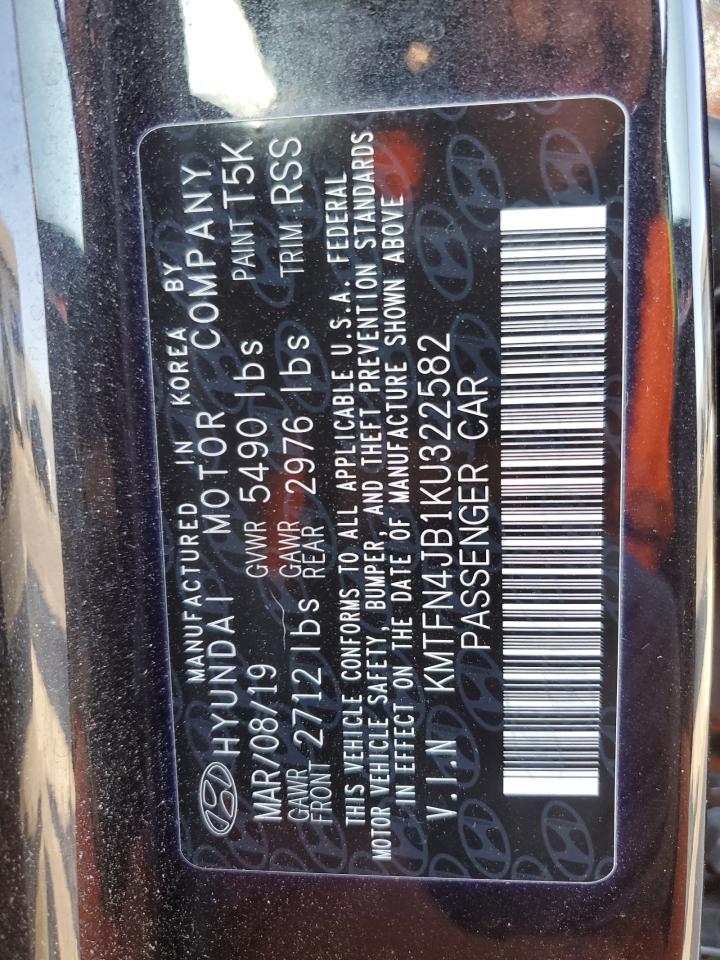 MANUFACTURED IN KOREA BY
HYUNDAI MOTOR COMPANY
MAR/08/19 GVWR 5490 lbs PAINT T5K
GAWR FRONT 2712 lbs GAWR REAR 2976 lbs TRIM RSS
THIS VEHICLE CONFORMS TO ALL APPLICABLE U.S.A. FEDERAL
MOTOR VEHICLE SAFETY, BUMPER, AND THEFT PREVENTION STANDARDS
IN EFFECT ON THE DATE OF MANUFACTURE SHOWN ABOVE
V.I.N KMTFN4JB1KU322582
PASSENGER CAR